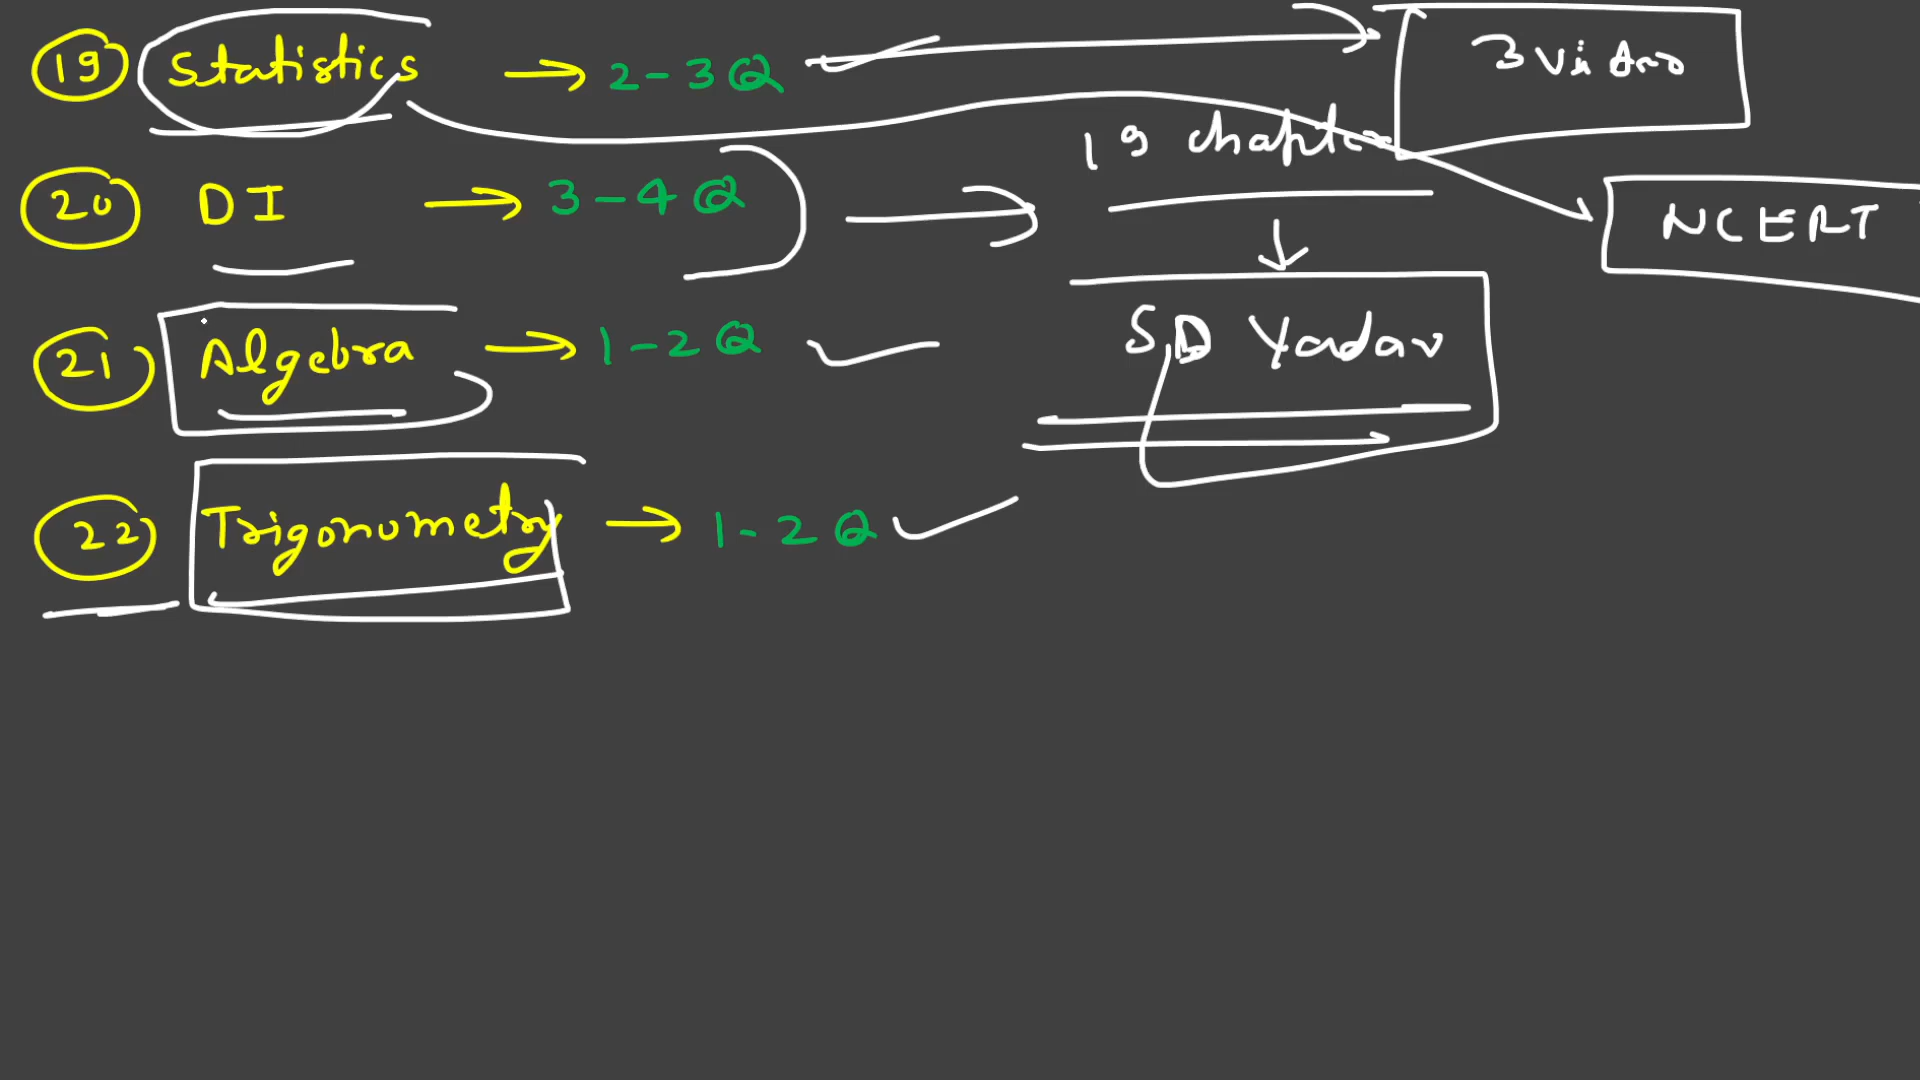 19 Statistics → 2-3Q
3 Video
19 chapter
20 DI → 3-4Q
NCERT
21 Algebra → 1-2Q
SD Yadav
22 Trigonometry → 1-2Q